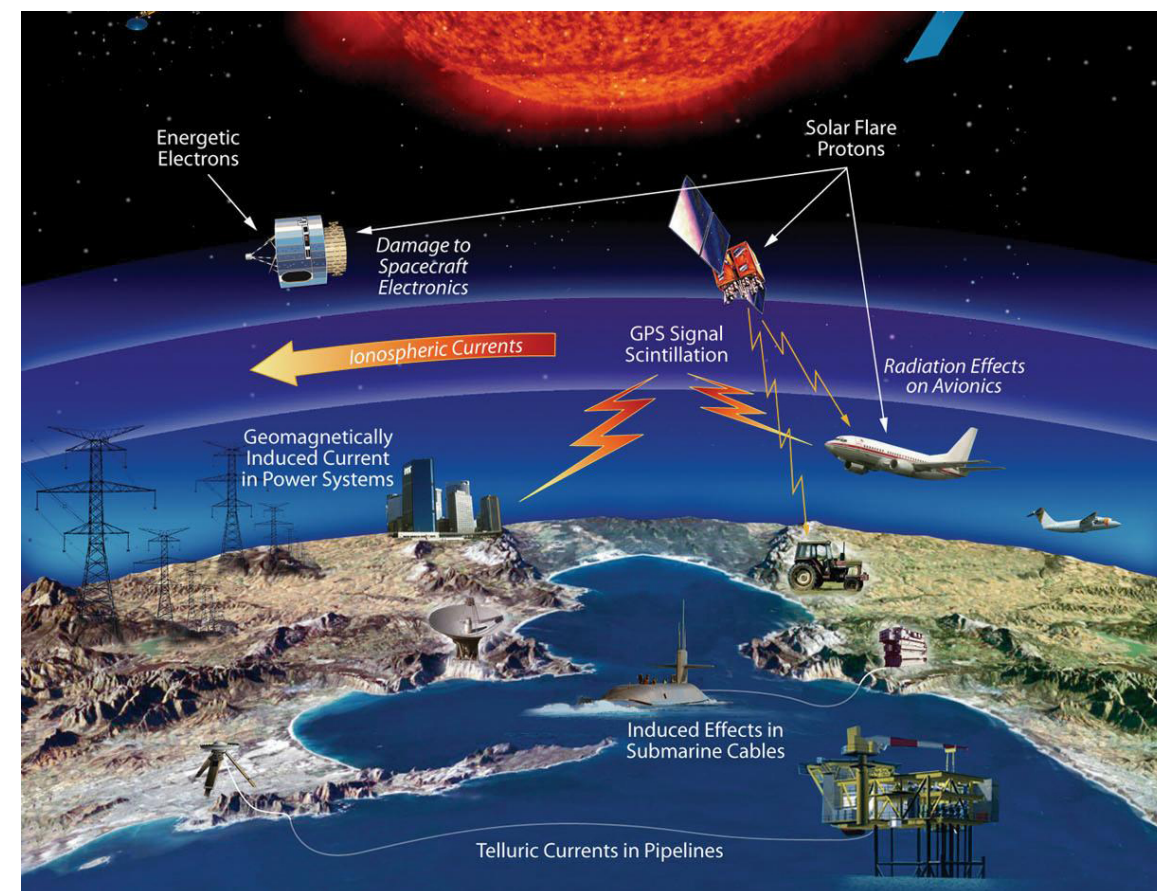 Energetic
Electrons
Solar Flare
Protons
Damage to
Spacecraft
Electronics
Ionospheric Currents
GPS Signal
Scintillation
Radiation Effects
on Avionics
Geomagnetically
Induced Current
in Power Systems
Induced Effects in
Submarine Cables
Telluric Currents in Pipelines